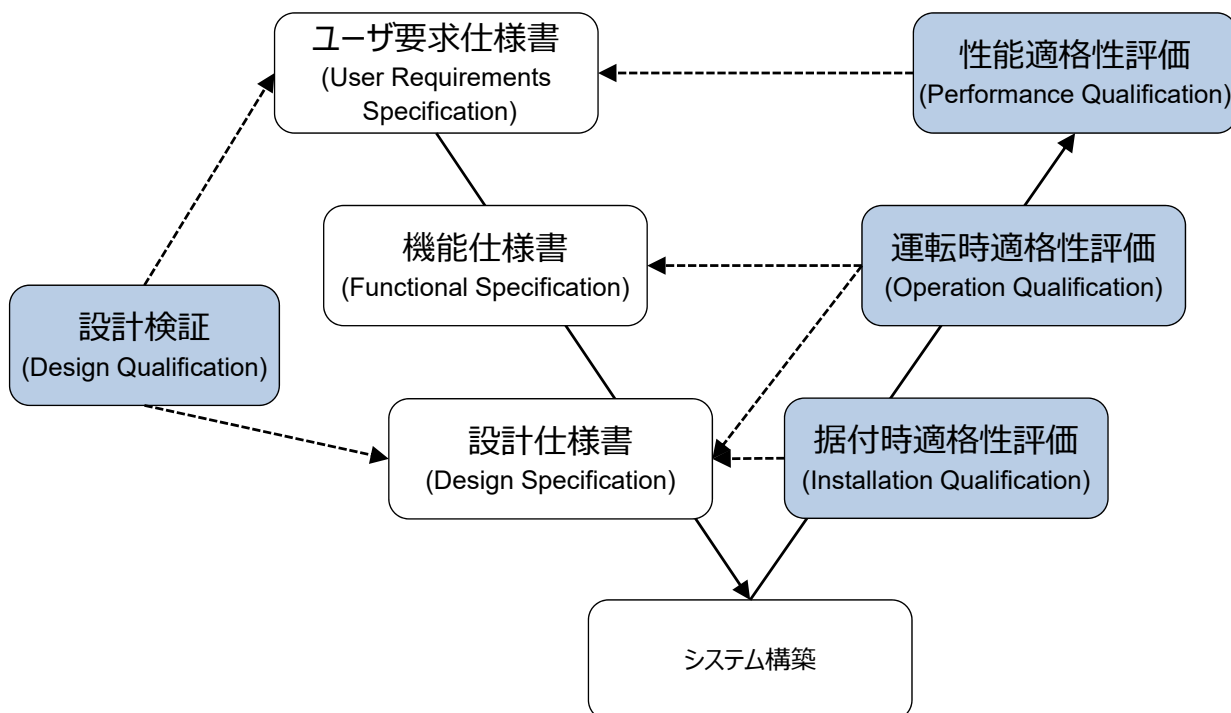 ユーザ要求仕様書
(User Requirements
Specification)
性能適格性評価
(Performance Qualification)
機能仕様書
(Functional Specification)
運転時適格性評価
(Operation Qualification)
設計検証
(Design Qualification)
設計仕様書
(Design Specification)
据付時適格性評価
(Installation Qualification)
システム構築